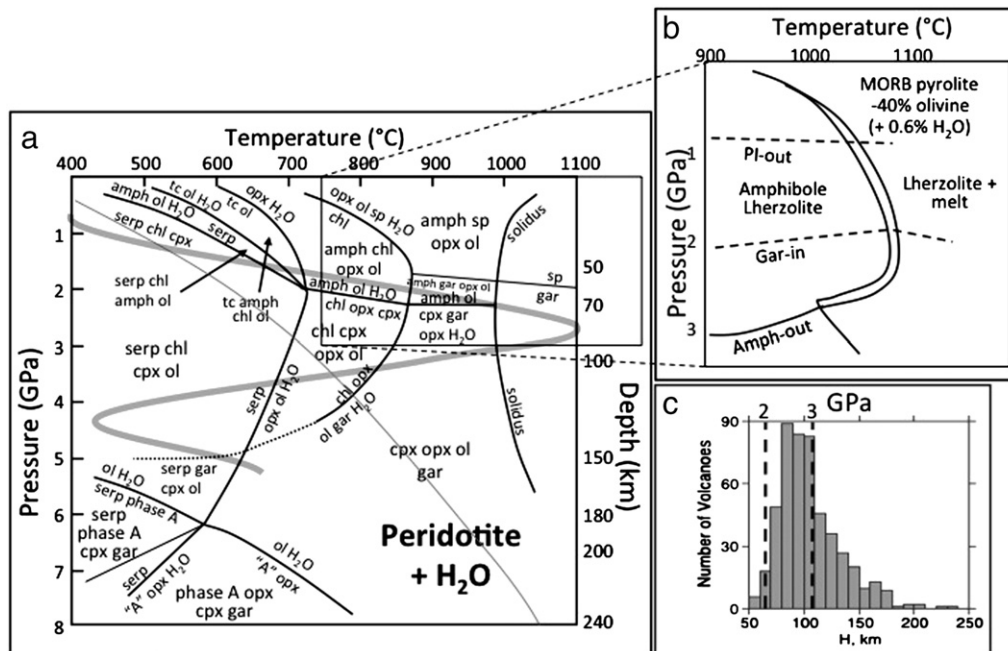 a
Temperature (°C)
400 500 600 700 800 900 1000 1100
Pressure (GPa)
1
2
3
4
5
6
7
8
Depth (km)
50
70
100
150
180
200
240
amph ol H₂O
tc ol H₂O
tc ol
opx H₂O
serp
serp chl cpx
serp chl
amph ol
tc amph
chl ol
opx ol sp H₂O
chl
amph chl
opx ol
amph sp
opx ol
solidus
sp
gar
amph gar opx ol
amph ol H₂O
chl opx cpx
amph ol
cpx gar
opx H₂O
chl cpx
opx ol
serp chl
cpx ol
serp
opx ol H₂O
chl opx
ol gar H₂O
solidus
cpx opx ol
gar
serp gar
cpx ol
ol H₂O
serp phase A
serp
phase A
cpx gar
serp
"A" opx H₂O
ol H₂O
"A" opx
phase A opx
cpx gar
Peridotite
+ H₂O
b
Temperature (°C)
900 1000 1100
Pressure (GPa)
1
2
3
MORB pyrolite
-40% olivine
(+ 0.6% H₂O)
Pl-out
Amphibole
Lherzolite
Lherzolite +
melt
Gar-in
Amph-out
c
GPa
2 3
Number of Volcanoes
90
60
30
0
50 100 150 200 250
H, km